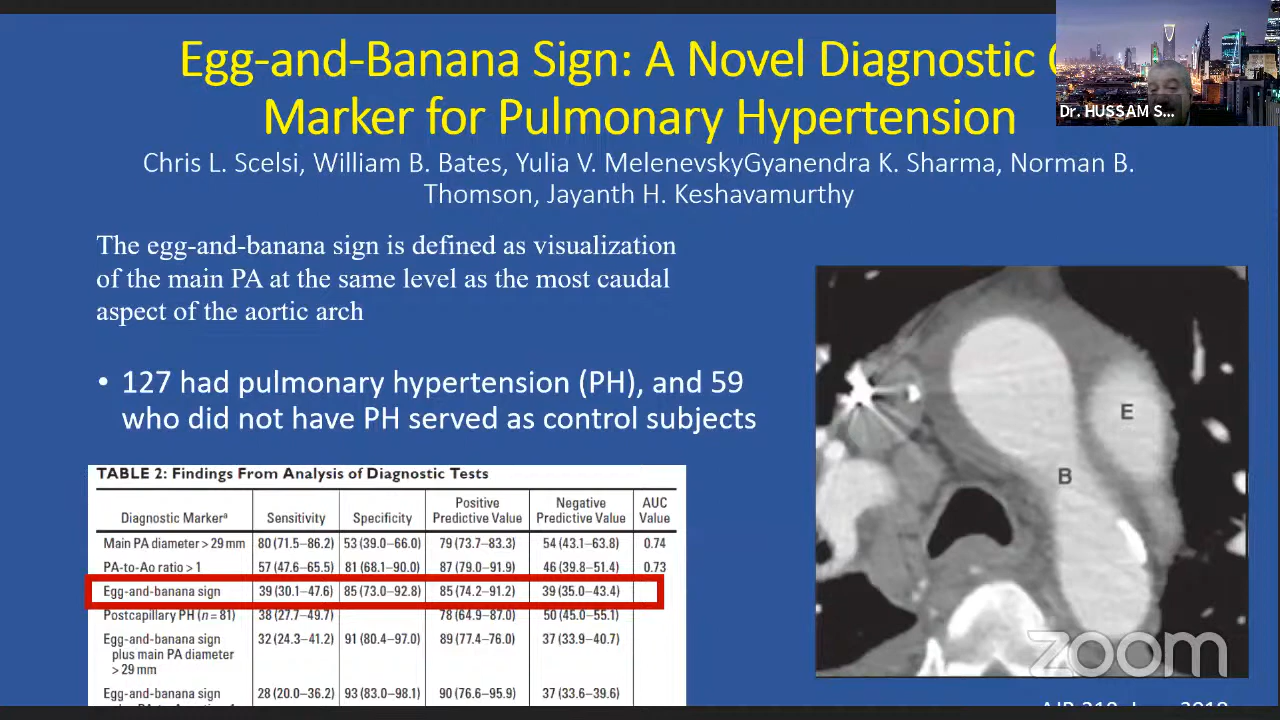 Egg-and-Banana Sign: A Novel Diagnostic
Marker for Pulmonary Hypertension
Dr. HUSSAM S...
Chris L. Scelsi, William B. Bates, Yulia V. MelenevskyGyanendra K. Sharma, Norman B.
Thomson, Jayanth H. Keshavamurthy
The egg-and-banana sign is defined as visualization
of the main PA at the same level as the most caudal
aspect of the aortic arch
• 127 had pulmonary hypertension (PH), and 59
who did not have PH served as control subjects
TABLE 2: Findings From Analysis of Diagnostic Tests
Diagnostic Markerᵃ Sensitivity Specificity Positive Predictive Value Negative Predictive Value AUC Value
Main PA diameter > 29 mm 80 (71.5–86.2) 53 (39.0–66.0) 79 (73.7–83.3) 54 (43.1–63.8) 0.74
PA-to-Ao ratio > 1 57 (47.6–65.5) 81 (68.1–90.0) 87 (79.0–91.9) 46 (39.8–51.4) 0.73
Egg-and-banana sign 39 (30.1–47.6) 85 (73.0–92.8) 85 (74.2–91.2) 39 (35.0–43.4)
Postcapillary PH (n = 81) 38 (27.7–49.7) 78 (64.9–87.0) 50 (45.0–55.1)
Egg-and-banana sign 32 (24.3–41.2) 91 (80.4–97.0) 89 (77.4–76.0) 37 (33.9–40.7)
plus main PA diameter
> 29 mm
Egg-and-banana sign 28 (20.0–36.2) 93 (83.0–98.1) 90 (76.6–95.9) 37 (33.6–39.6)
E
B
zoom